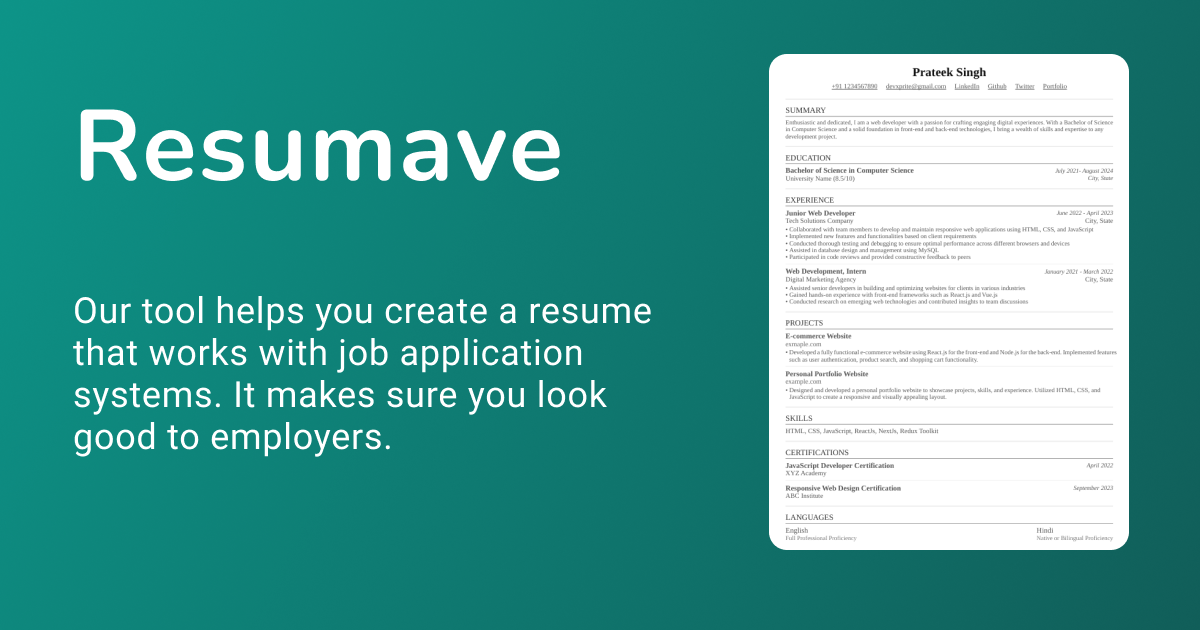 Resumave
Our tool helps you create a resume
that works with job application
systems. It makes sure you look
good to employers.
Prateek Singh
+91 1234567890 devxprite@gmail.com LinkedIn Github Twitter Portfolio
SUMMARY
Enthusiastic and dedicated, I am a web developer with a passion for crafting engaging digital experiences. With a Bachelor of Science
in Computer Science and a solid foundation in front-end and back-end technologies, I bring a wealth of skills and expertise to any
development project.
EDUCATION
Bachelor of Science in Computer Science July 2021- August 2024
University Name (8.5/10) City, State
EXPERIENCE
Junior Web Developer June 2022 - April 2023
Tech Solutions Company City, State
• Collaborated with team members to develop and maintain responsive web applications using HTML, CSS, and JavaScript
• Implemented new features and functionalities based on client requirements
• Conducted thorough testing and debugging to ensure optimal performance across different browsers and devices
• Assisted in database design and management using MySQL
• Participated in code reviews and provided constructive feedback to peers
Web Development, Intern January 2021 - March 2022
Digital Marketing Agency City, State
• Assisted senior developers in building and optimizing websites for clients in various industries
• Gained hands-on experience with front-end frameworks such as React.js and Vue.js
• Conducted research on emerging web technologies and contributed insights to team discussions
PROJECTS
E-commerce Website
exmaple.com
• Developed a fully functional e-commerce website using React.js for the front-end and Node.js for the back-end. Implemented features
such as user authentication, product search, and shopping cart functionality.
Personal Portfolio Website
example.com
• Designed and developed a personal portfolio website to showcase projects, skills, and experience. Utilized HTML, CSS, and
JavaScript to create a responsive and visually appealing layout.
SKILLS
HTML, CSS, JavaScript, ReactJs, NextJs, Redux Toolkit
CERTIFICATIONS
JavaScript Developer Certification April 2022
XYZ Academy
Responsive Web Design Certification September 2023
ABC Institute
LANGUAGES
English Hindi
Full Professional Proficiency Native or Bilingual Proficiency